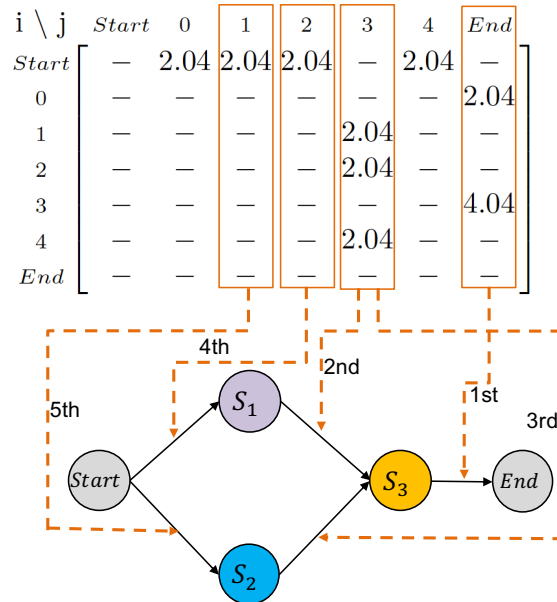 i \ j Start 0 1 2 3 4 End
Start — 2.04 2.04 2.04 — 2.04 —
0 — — — — — — 2.04
1 — — — — 2.04 — —
2 — — — — 2.04 — —
3 — — — — — — 4.04
4 — — — — 2.04 — —
End — — — — — — —
4th
2nd
1st
5th
3rd
S₁
Start
S₃
End
S₂